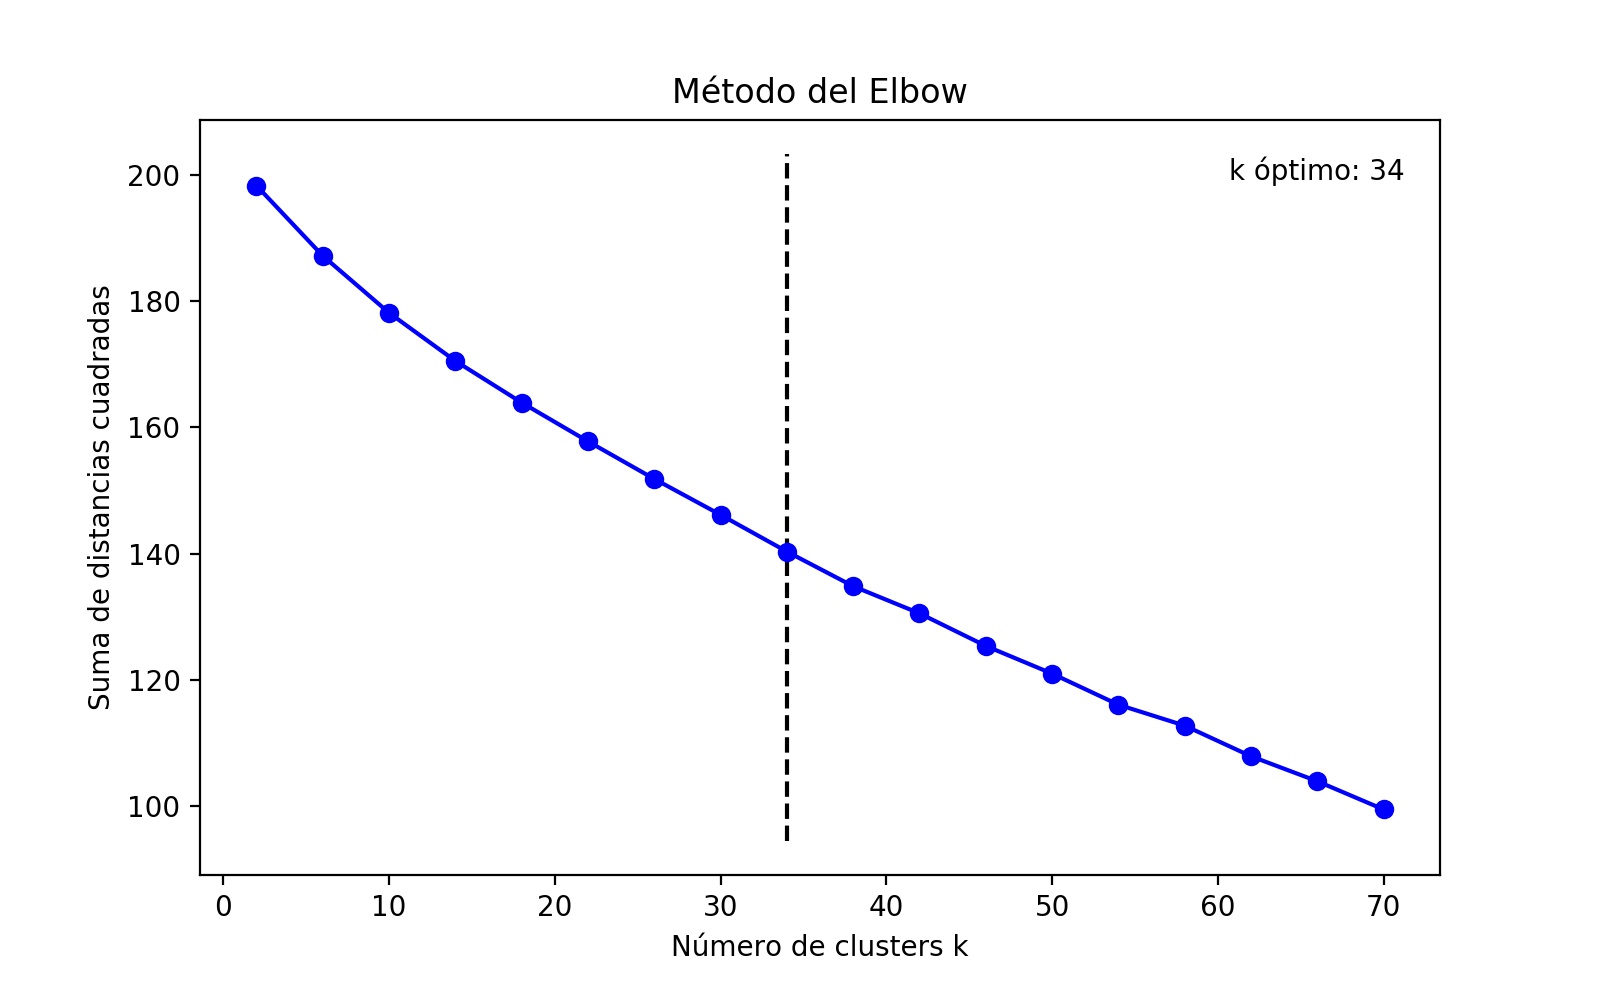 Método del Elbow
k óptimo: 34
Suma de distancias cuadradas
200
180
160
140
120
100
0 10 20 30 40 50 60 70
Número de clusters k